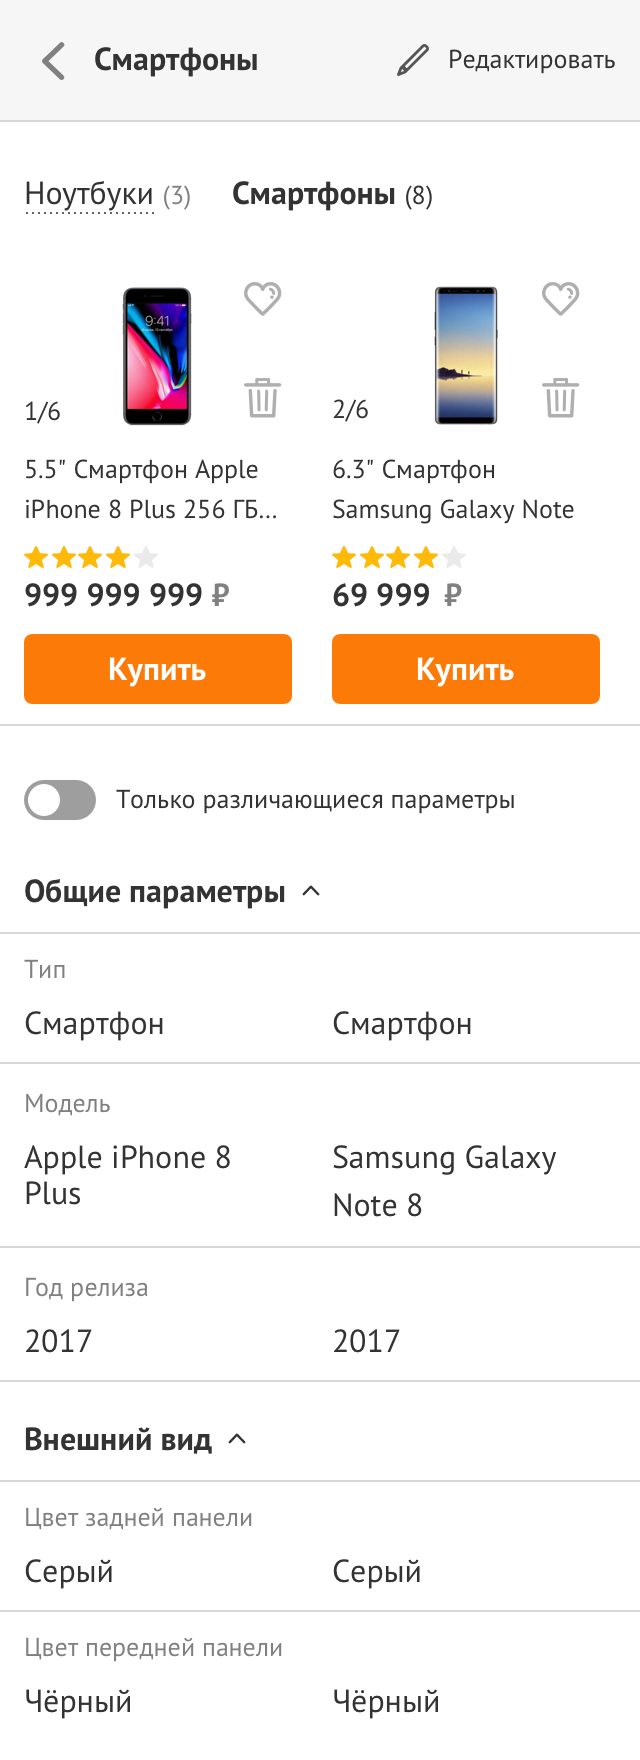 Смартфоны
Редактировать
Ноутбуки (3)
Смартфоны (8)
9:41
1/6
2/6
5.5" Смартфон Apple
iPhone 8 Plus 256 ГБ...
6.3" Смартфон
Samsung Galaxy Note
999 999 999 ₽
69 999 ₽
Купить
Купить
Только различающиеся параметры
Общие параметры
Тип
Смартфон
Смартфон
Модель
Apple iPhone 8
Plus
Samsung Galaxy
Note 8
Год релиза
2017
2017
Внешний вид
Цвет задней панели
Серый
Серый
Цвет передней панели
Чёрный
Чёрный